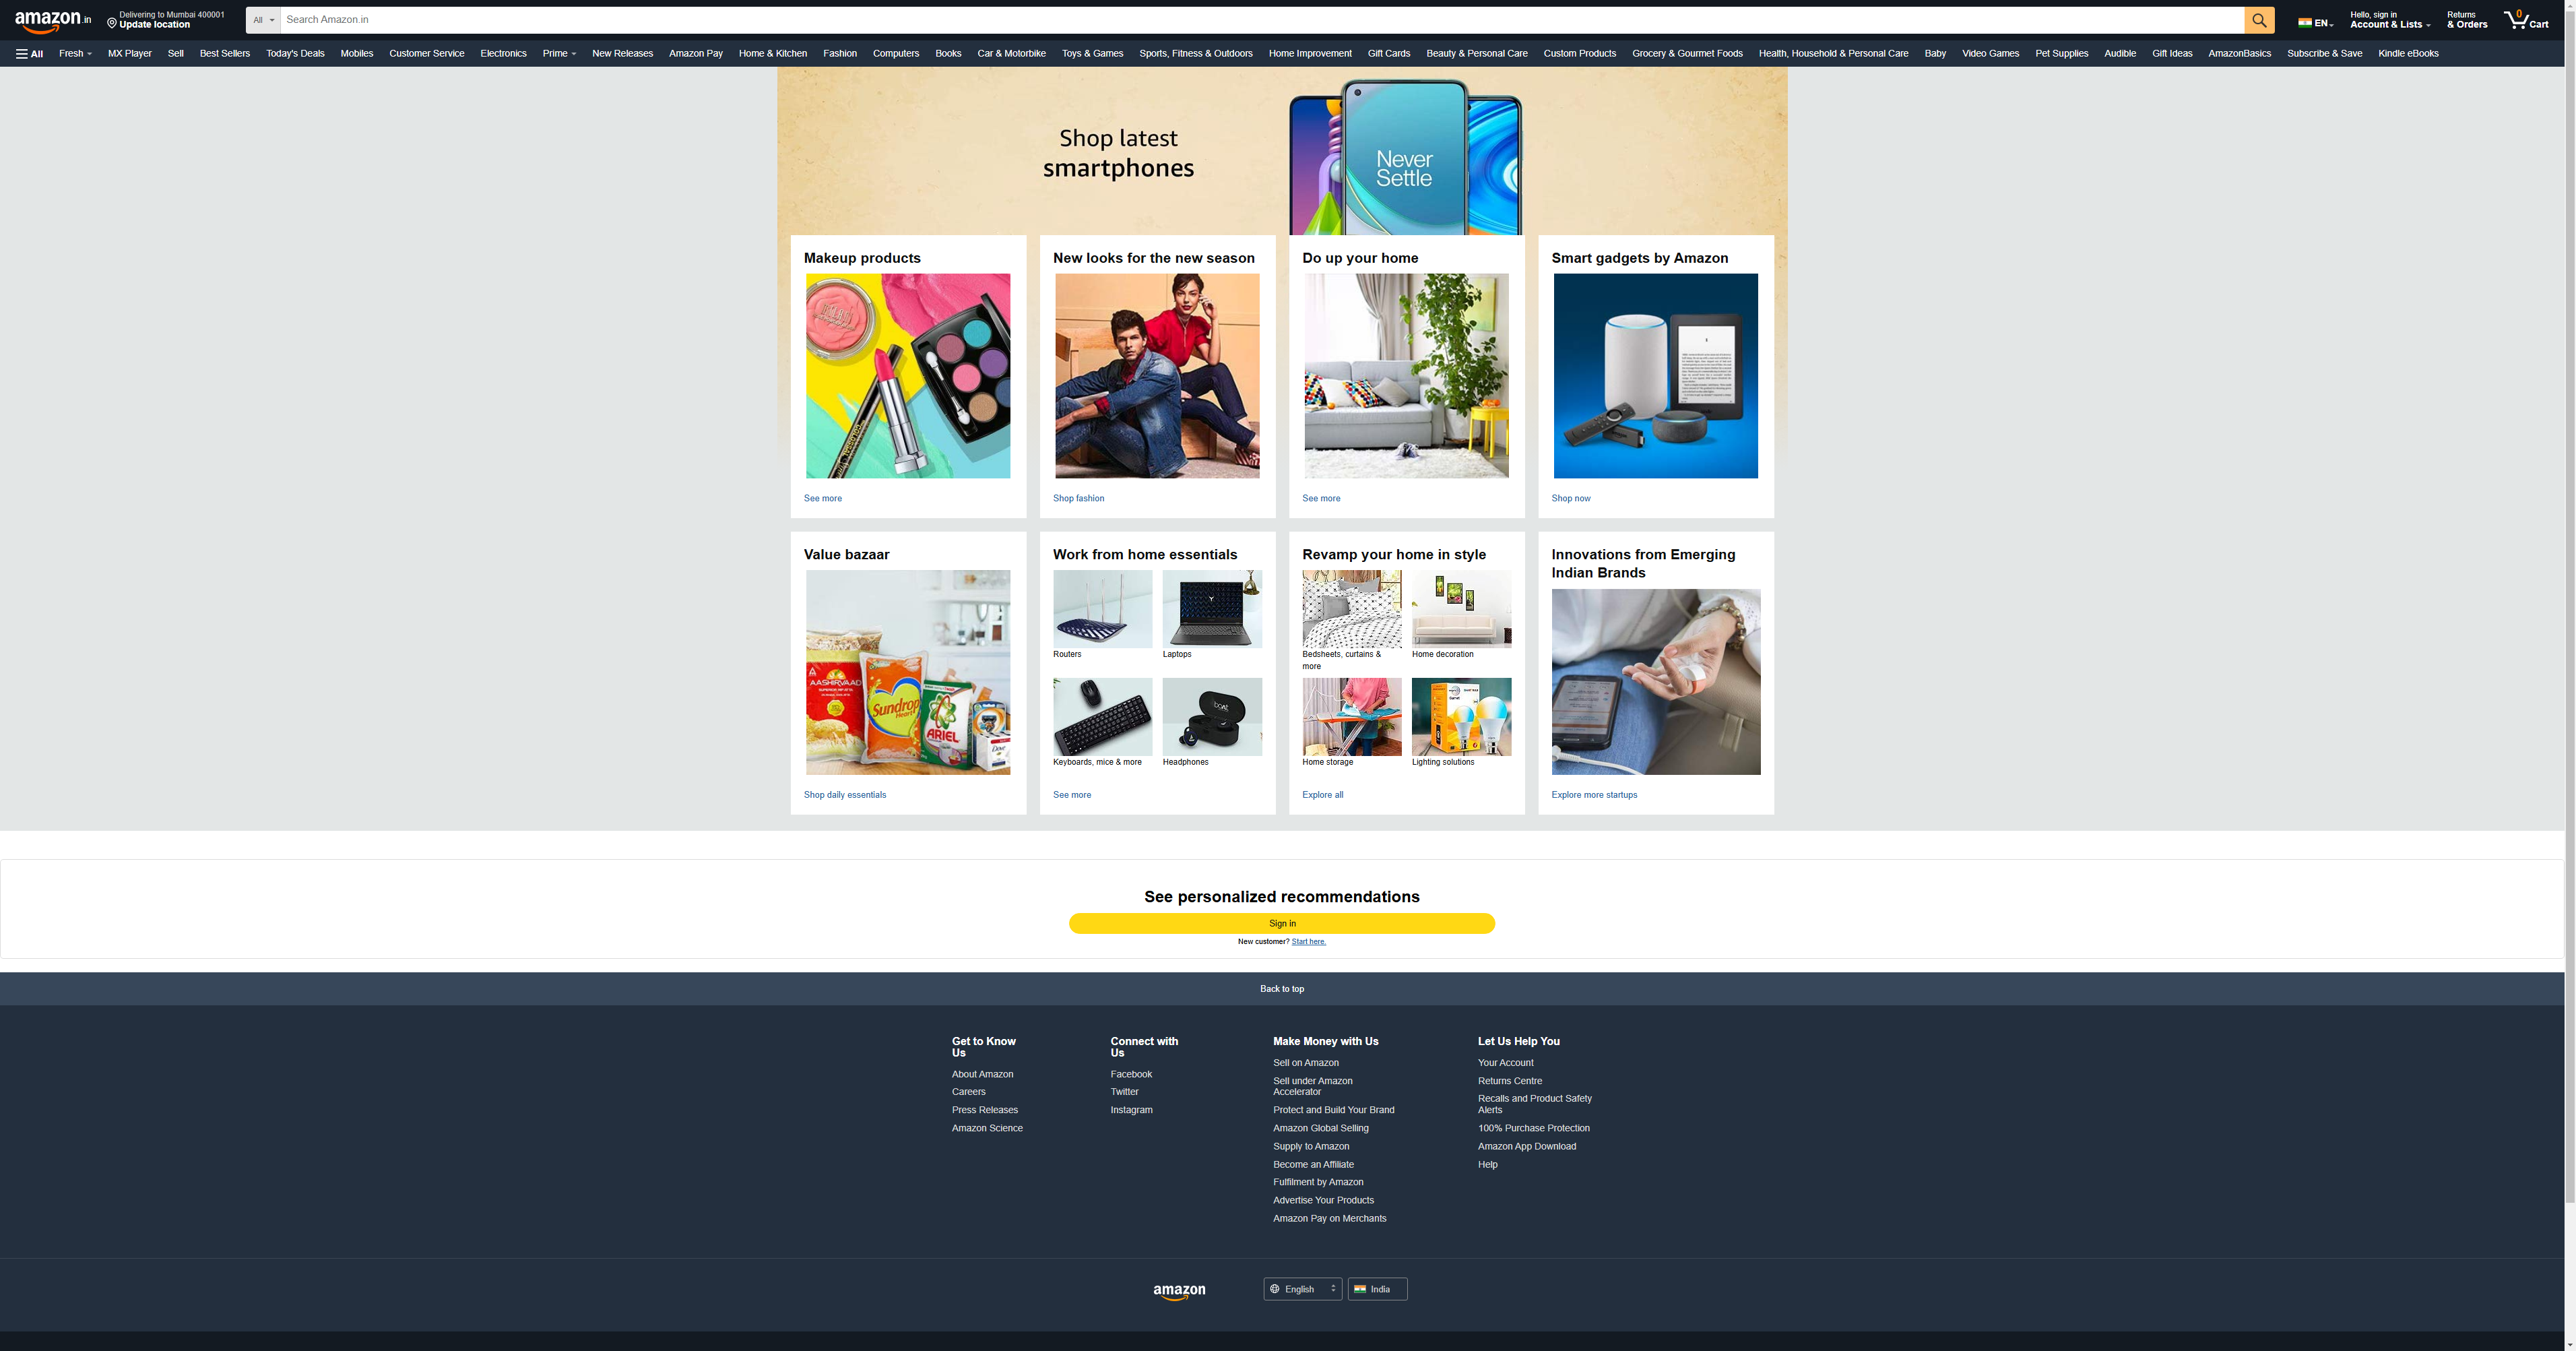 amazon.in
Delivering to Mumbai 400001
Update location
All
Search Amazon.in
EN
Hello, sign in
Account & Lists
Returns
& Orders
0
Cart
All
Fresh
MX Player
Sell
Best Sellers
Today's Deals
Mobiles
Customer Service
Electronics
Prime
New Releases
Amazon Pay
Home & Kitchen
Fashion
Computers
Books
Car & Motorbike
Toys & Games
Sports, Fitness & Outdoors
Home Improvement
Gift Cards
Beauty & Personal Care
Custom Products
Grocery & Gourmet Foods
Health, Household & Personal Care
Baby
Video Games
Pet Supplies
Audible
Gift Ideas
AmazonBasics
Subscribe & Save
Kindle eBooks
Shop latest
smartphones
Never
Settle
Makeup products
See more
New looks for the new season
Shop fashion
Do up your home
See more
Smart gadgets by Amazon
Shop now
Value bazaar
AASHIRVAAD
Sundrop
Heart
ARIEL
Dove
Shop daily essentials
Work from home essentials
Routers
Laptops
boAt
Keyboards, mice & more
Headphones
See more
Revamp your home in style
Bedsheets, curtains &
more
Home decoration
Home storage
Lighting solutions
Explore all
Innovations from Emerging
Indian Brands
Explore more startups
See personalized recommendations
Sign in
New customer? Start here.
Back to top
Get to Know
Us
About Amazon
Careers
Press Releases
Amazon Science
Connect with
Us
Facebook
Twitter
Instagram
Make Money with Us
Sell on Amazon
Sell under Amazon
Accelerator
Protect and Build Your Brand
Amazon Global Selling
Supply to Amazon
Become an Affiliate
Fulfilment by Amazon
Advertise Your Products
Amazon Pay on Merchants
Let Us Help You
Your Account
Returns Centre
Recalls and Product Safety
Alerts
100% Purchase Protection
Amazon App Download
Help
amazon
English
India